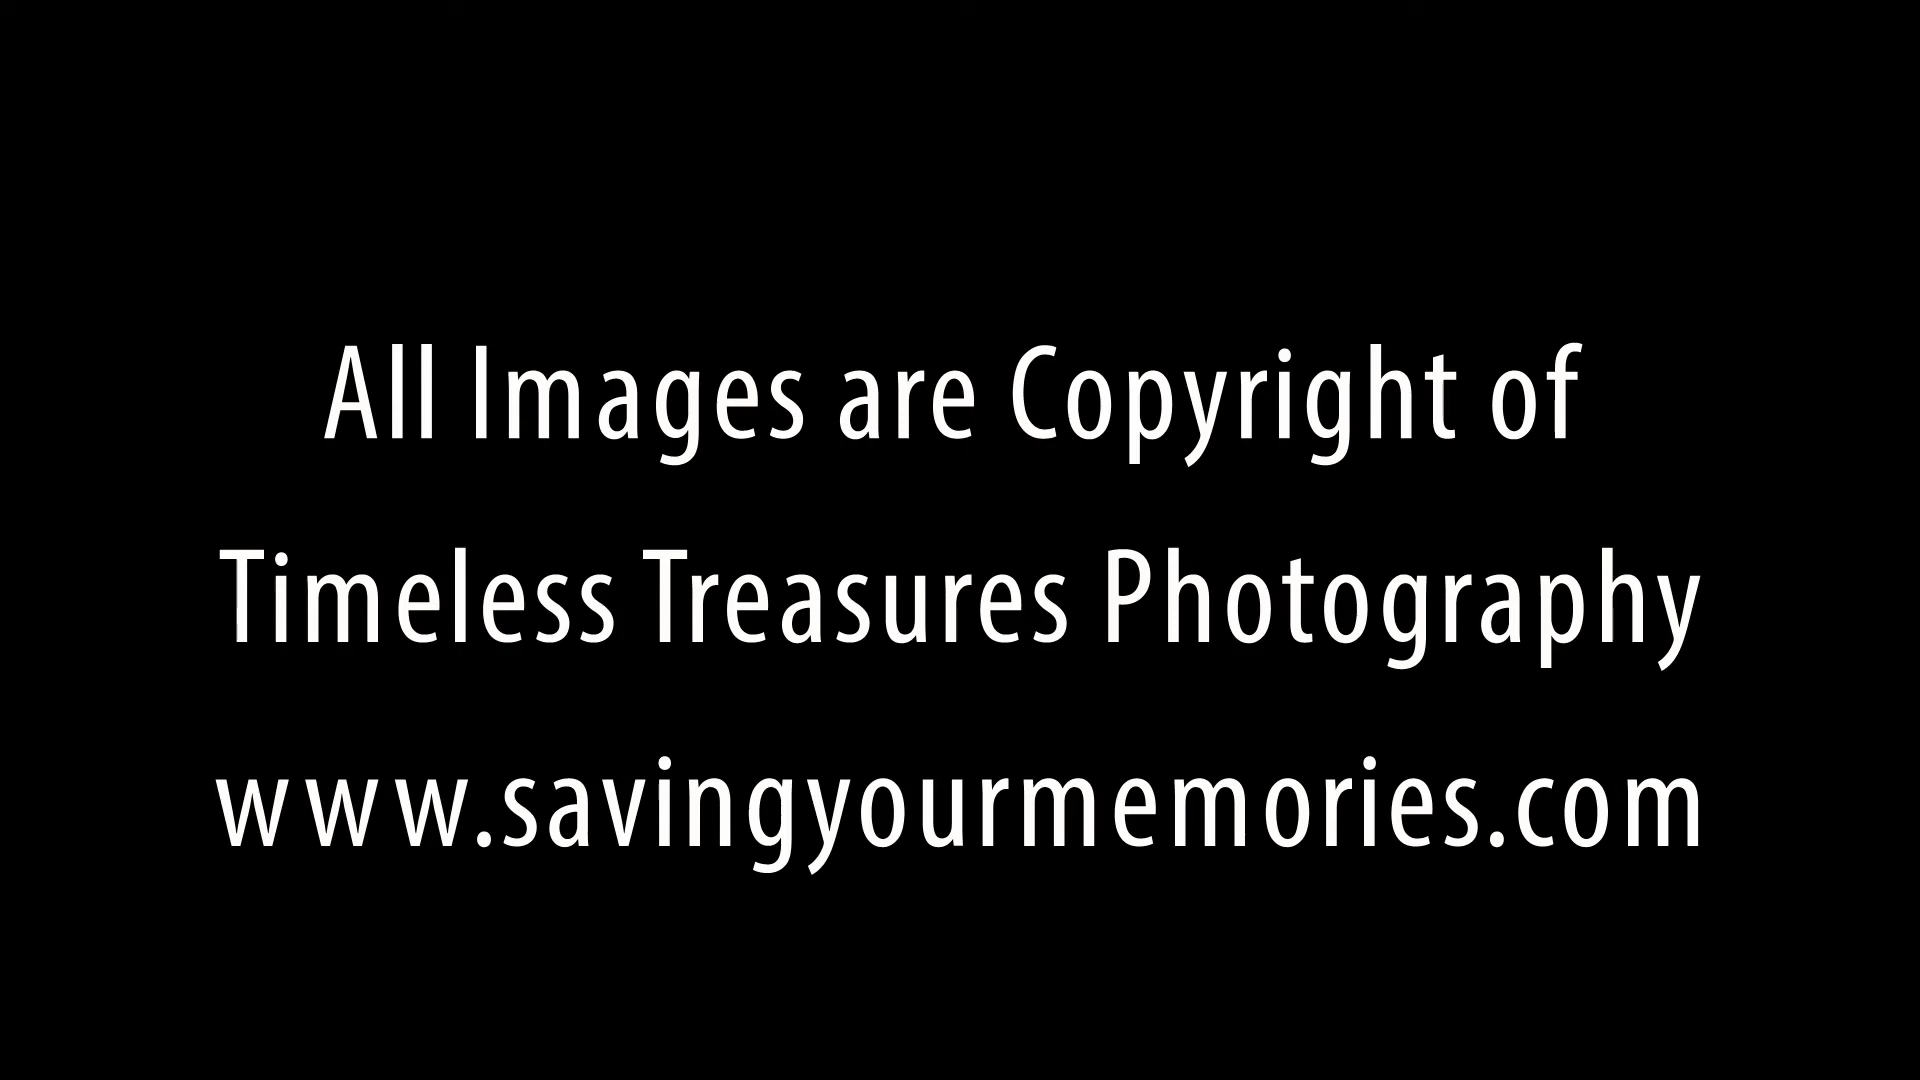 All Images are Copyright of
Timeless Treasures Photography
www.savingyourmemories.com